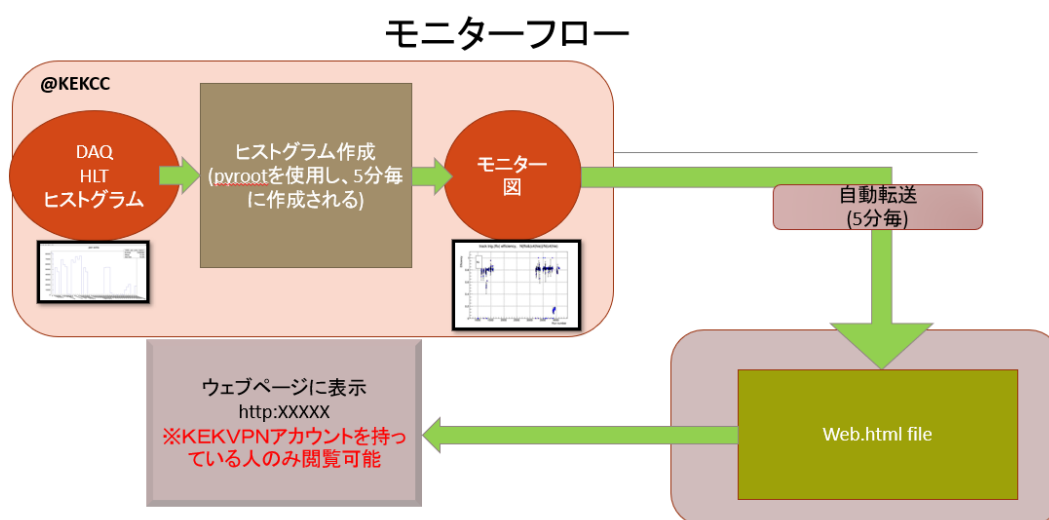 モニターフロー
@KEKCC
DAQ
HLT
ヒストグラム
ヒストグラム作成
(pyrootを使用し、5分毎
に作成される)
モニター
図
自動転送
(5分毎)
ウェブページに表示
http:XXXXX
※KEKVPNアカウントを持っ
ている人のみ閲覧可能
Web.html file